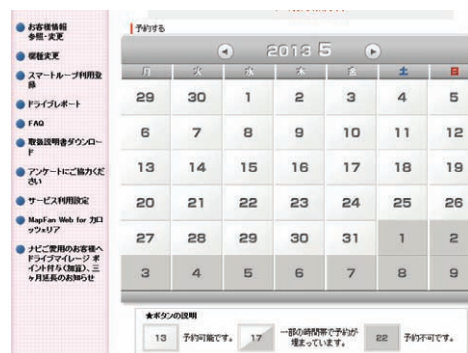 お客様情報
参照・変更
機種変更
スマートループ利用登
録
ドライブレポート
FAQ
取扱説明書ダウンロー
ド
アンケートにご協力くだ
さい
サービス利用設定
MapFan Web for カロ
ッツェリア
ナビご愛用のお客様へ
ドライブマイレージ ポ
イント付与(加算)、三
ヶ月延長のお知らせ
予約する
2013 5
月 火 水 木 金 土 日
29 30 1 2 3 4 5
6 7 8 9 10 11 12
13 14 15 16 17 18 19
20 21 22 23 24 25 26
27 28 29 30 31 1 2
3 4 5 6 7 8 9
★ボタンの説明
13 予約可能です。 17 一部の時間帯で予約が
埋まっています。 22 予約不可です。